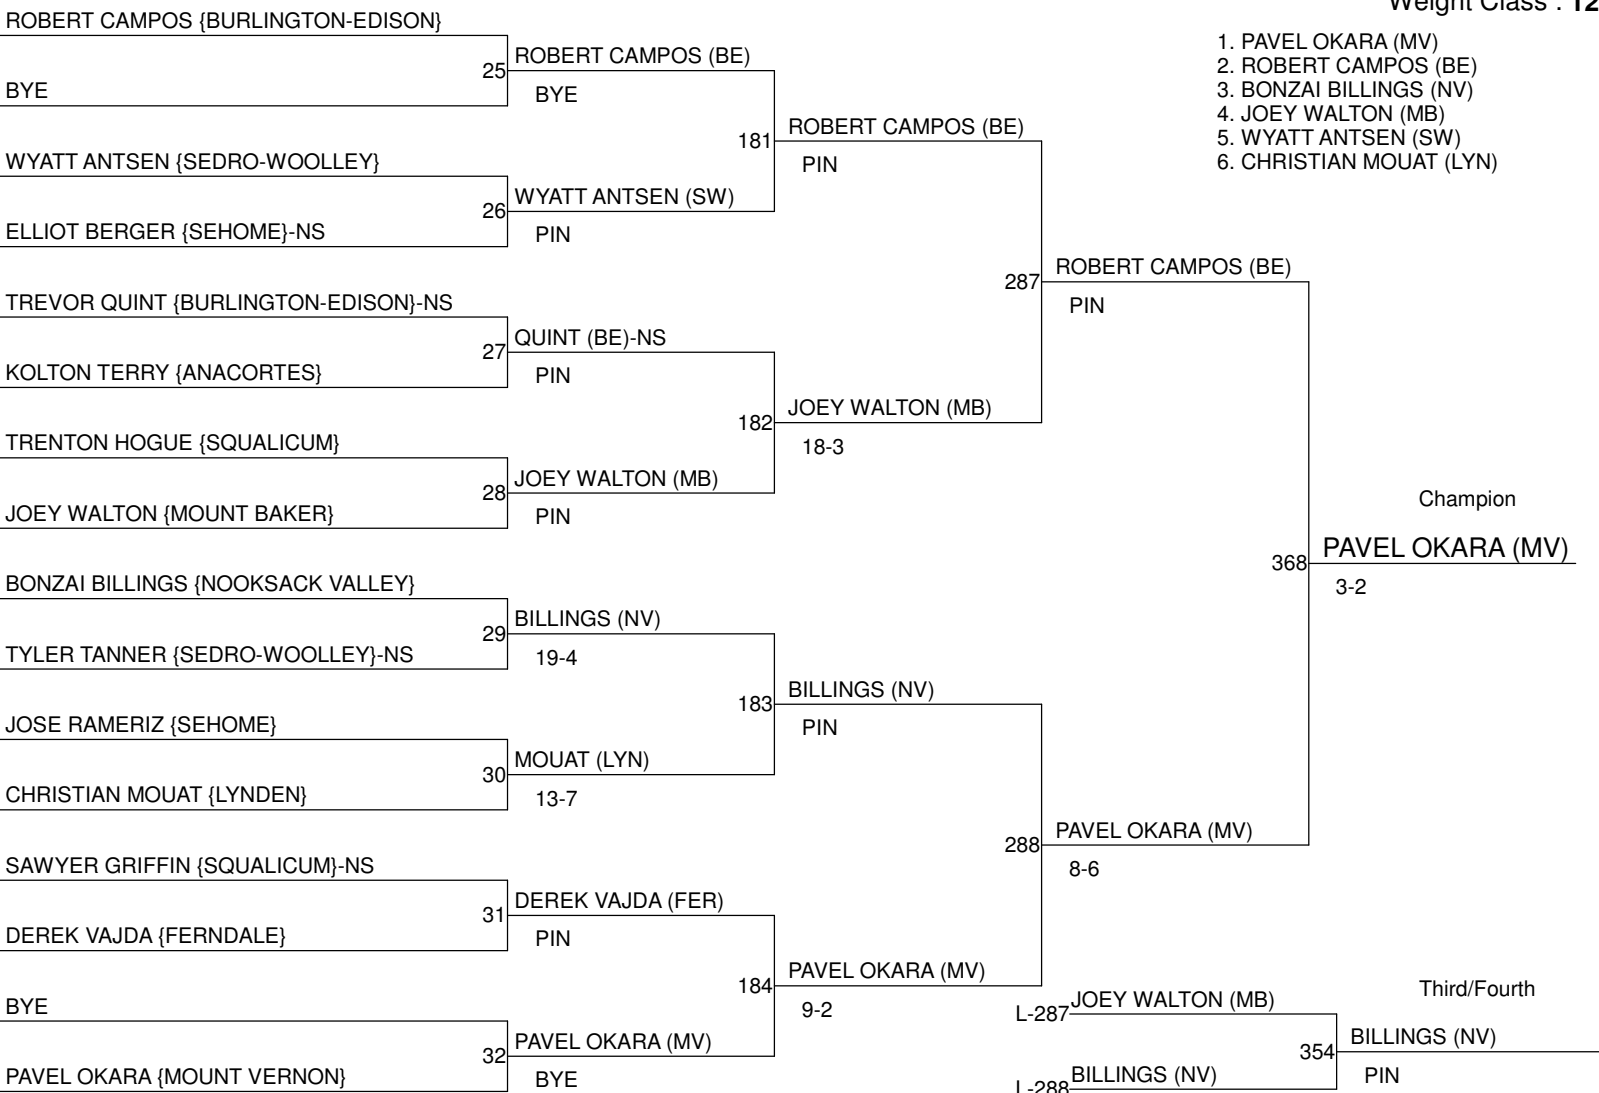 Weight Class : 12
1. PAVEL OKARA (MV)
2. ROBERT CAMPOS (BE)
3. BONZAI BILLINGS (NV)
4. JOEY WALTON (MB)
5. WYATT ANTSEN (SW)
6. CHRISTIAN MOUAT (LYN)
ROBERT CAMPOS {BURLINGTON-EDISON}
25
ROBERT CAMPOS (BE)
BYE
BYE
181
ROBERT CAMPOS (BE)
PIN
WYATT ANTSEN {SEDRO-WOOLLEY}
26
WYATT ANTSEN (SW)
PIN
ELLIOT BERGER {SEHOME}-NS
287
ROBERT CAMPOS (BE)
PIN
TREVOR QUINT {BURLINGTON-EDISON}-NS
27
QUINT (BE)-NS
PIN
KOLTON TERRY {ANACORTES}
182
JOEY WALTON (MB)
18-3
TRENTON HOGUE {SQUALICUM}
28
JOEY WALTON (MB)
PIN
JOEY WALTON {MOUNT BAKER}
Champion
368
PAVEL OKARA (MV)
3-2
BONZAI BILLINGS {NOOKSACK VALLEY}
29
BILLINGS (NV)
19-4
TYLER TANNER {SEDRO-WOOLLEY}-NS
183
BILLINGS (NV)
PIN
JOSE RAMERIZ {SEHOME}
30
MOUAT (LYN)
13-7
CHRISTIAN MOUAT {LYNDEN}
288
PAVEL OKARA (MV)
8-6
SAWYER GRIFFIN {SQUALICUM}-NS
31
DEREK VAJDA (FER)
PIN
DEREK VAJDA {FERNDALE}
184
PAVEL OKARA (MV)
9-2
BYE
32
PAVEL OKARA (MV)
BYE
PAVEL OKARA {MOUNT VERNON}
Third/Fourth
L-287
JOEY WALTON (MB)
354
BILLINGS (NV)
PIN
L-288
BILLINGS (NV)